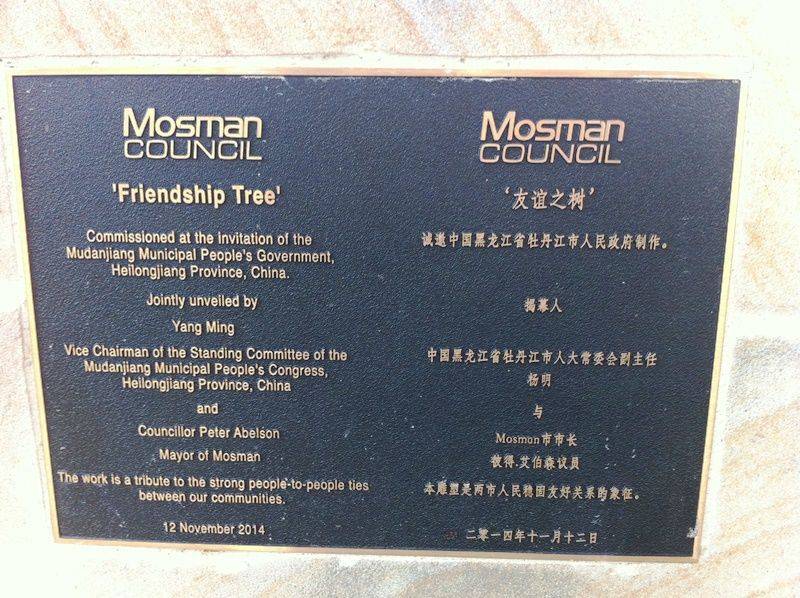 Mosman
COUNCIL
'Friendship Tree'
Commissioned at the invitation of the
Mudanjiang Municipal People's Government,
Heilongjiang Province, China.
Jointly unveiled by
Yang Ming
Vice Chairman of the Standing Committee of the
Mudanjiang Municipal People's Congress,
Heilongjiang Province, China
and
Councillor Peter Abelson
Mayor of Mosman
The work is a tribute to the strong people-to-people ties
between our communities.
12 November 2014
Mosman
COUNCIL
‘友谊之树’
诚邀中国黑龙江省牡丹江市人民政府制作。
揭幕人
中国黑龙江省牡丹江市人大常委会副主任
杨明
与
Mosman市市长
彼得.艾伯森议员
本雕塑是两市人民稳固友好关系的象征。
二零一四年十一月十二日